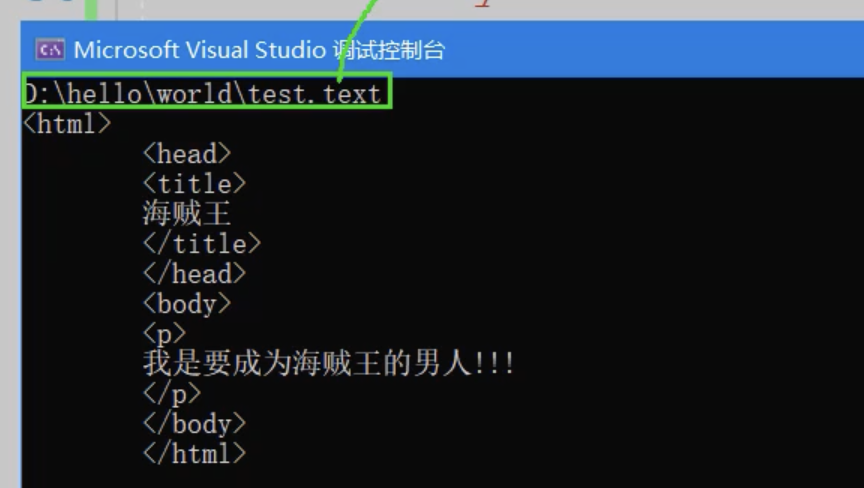 Microsoft Visual Studio 调试控制台
D:\hello\world\test.text
<html>
<head>
<title>
海贼王
</title>
</head>
<body>
<p>
我是要成为海贼王的男人!!!
</p>
</body>
</html>